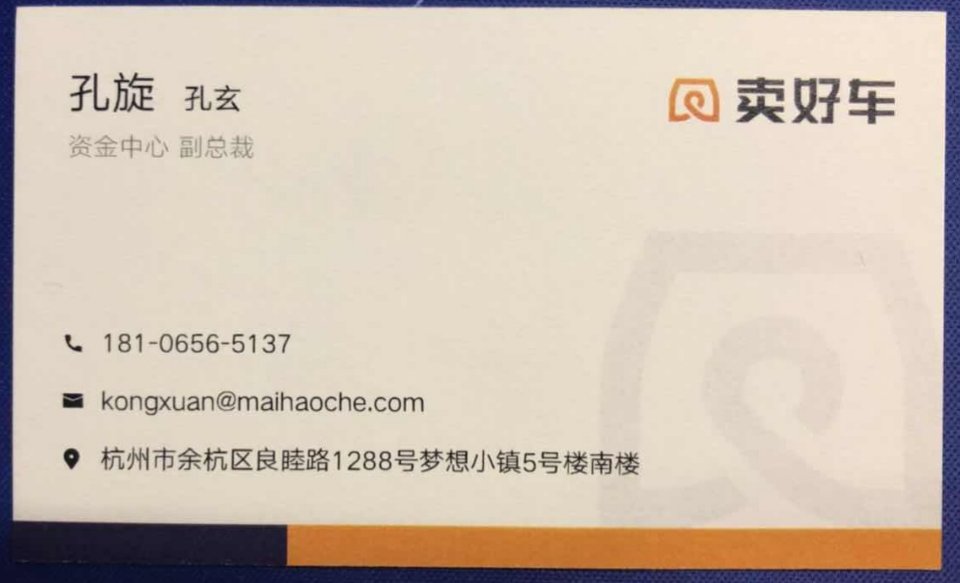 孔旋 孔玄
卖好车
资金中心 副总裁
181-0656-5137
kongxuan@maihaoche.com
杭州市余杭区良睦路1288号梦想小镇5号楼南楼